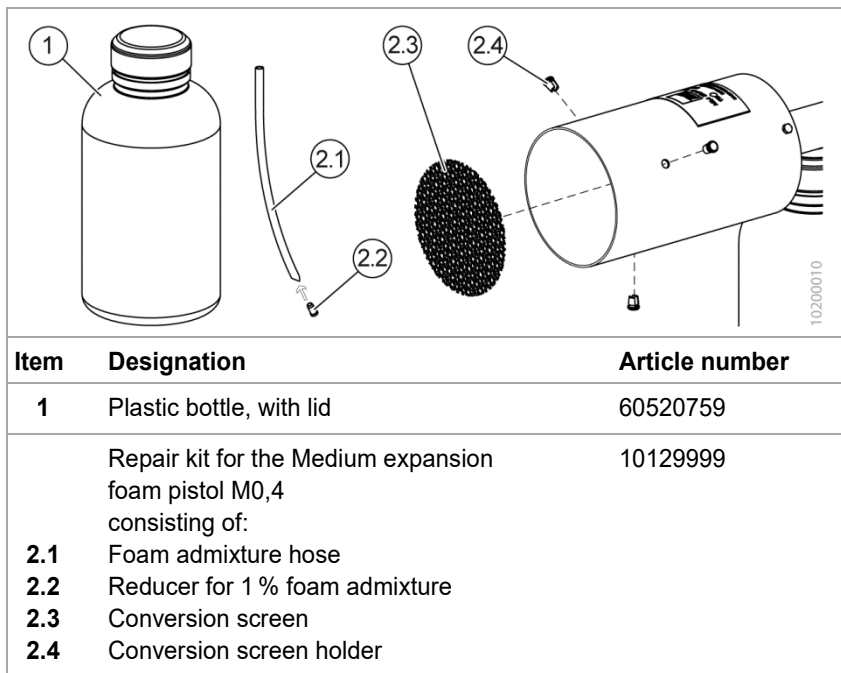 1
2.3
2.4
2.1
2.2
10200010
Item Designation Article number
1 Plastic bottle, with lid 60520759
Repair kit for the Medium expansion 10129999
foam pistol M0,4
consisting of:
2.1 Foam admixture hose
2.2 Reducer for 1 % foam admixture
2.3 Conversion screen
2.4 Conversion screen holder